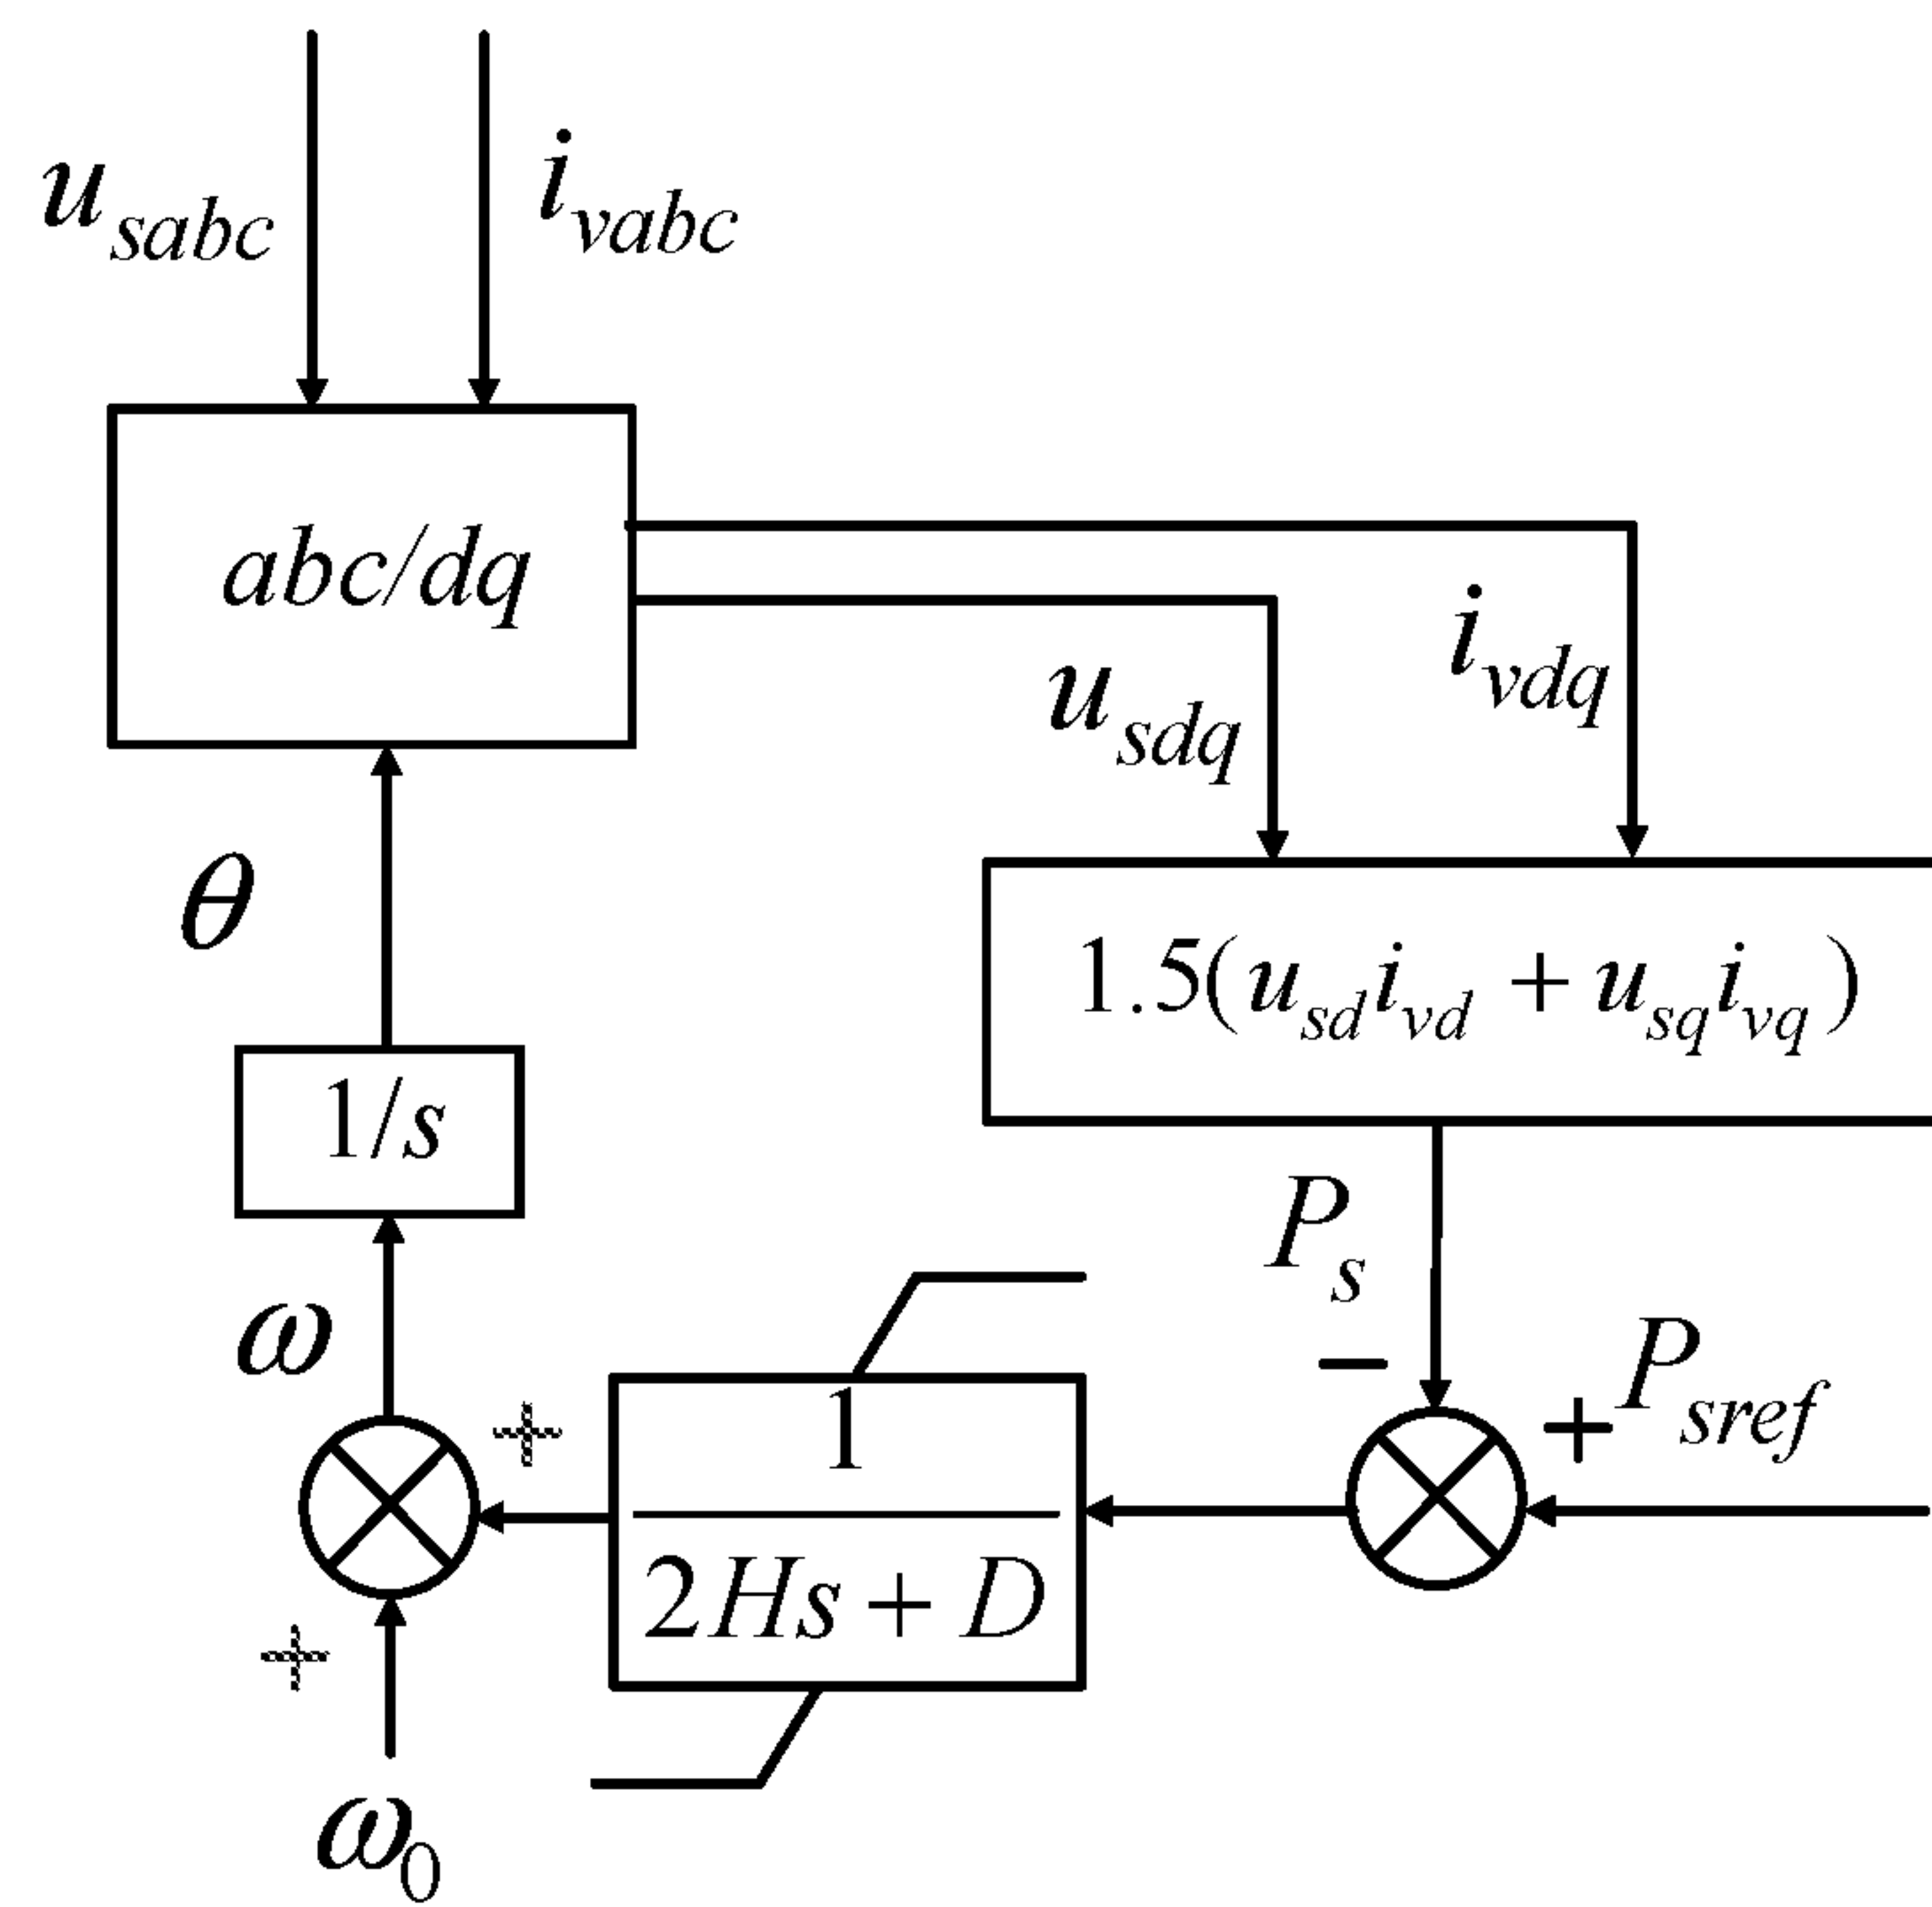 u_sabc
i_vabc
abc/dq
i_vdq
u_sdq
θ
1.5(u_sd i_vd + u_sq i_vq)
1/s
P_s
ω
−
+ P_sref
+
1
2Hs + D
+
ω_0